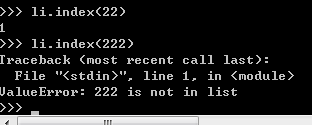 >>> li.index(22)
1
>>> li.index(222)
Traceback (most recent call last):
  File "<stdin>", line 1, in <module>
ValueError: 222 is not in list
>>>